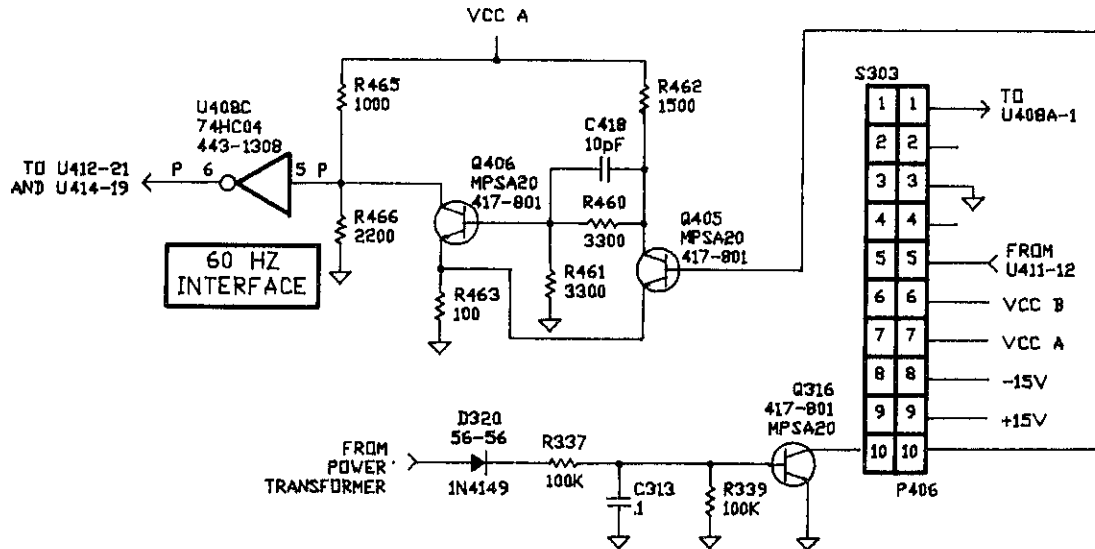 VCC A
R465
1000
R462
1500
S303
U408C
74HC04
443-1308
C418
10pF
1 1 TO
U408A-1
TO U412-21
AND U414-19
P 6
5 P
Q406
MPSA20
417-801
2 2
3 3
R466
2200
R460
3300
Q405
MPSA20
417-801
4 4
60 HZ
INTERFACE
R461
3300
5 5 FROM
U411-12
R463
100
6 6 VCC B
7 7 VCC A
8 8 -15V
Q316
417-801
MPSA20
9 9 +15V
D320
56-56
1N4149
FROM
POWER
TRANSFORMER
R337
100K
10 10
C313
.1
R339
100K
P406